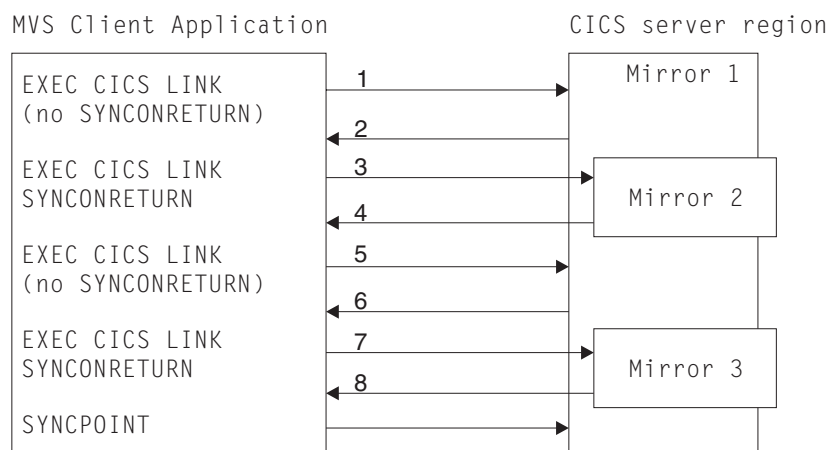 MVS Client Application
CICS server region
EXEC CICS LINK
(no SYNCONRETURN)
1
Mirror 1
2
EXEC CICS LINK
SYNCONRETURN
3
Mirror 2
4
EXEC CICS LINK
(no SYNCONRETURN)
5
6
EXEC CICS LINK
SYNCONRETURN
7
Mirror 3
8
SYNCPOINT